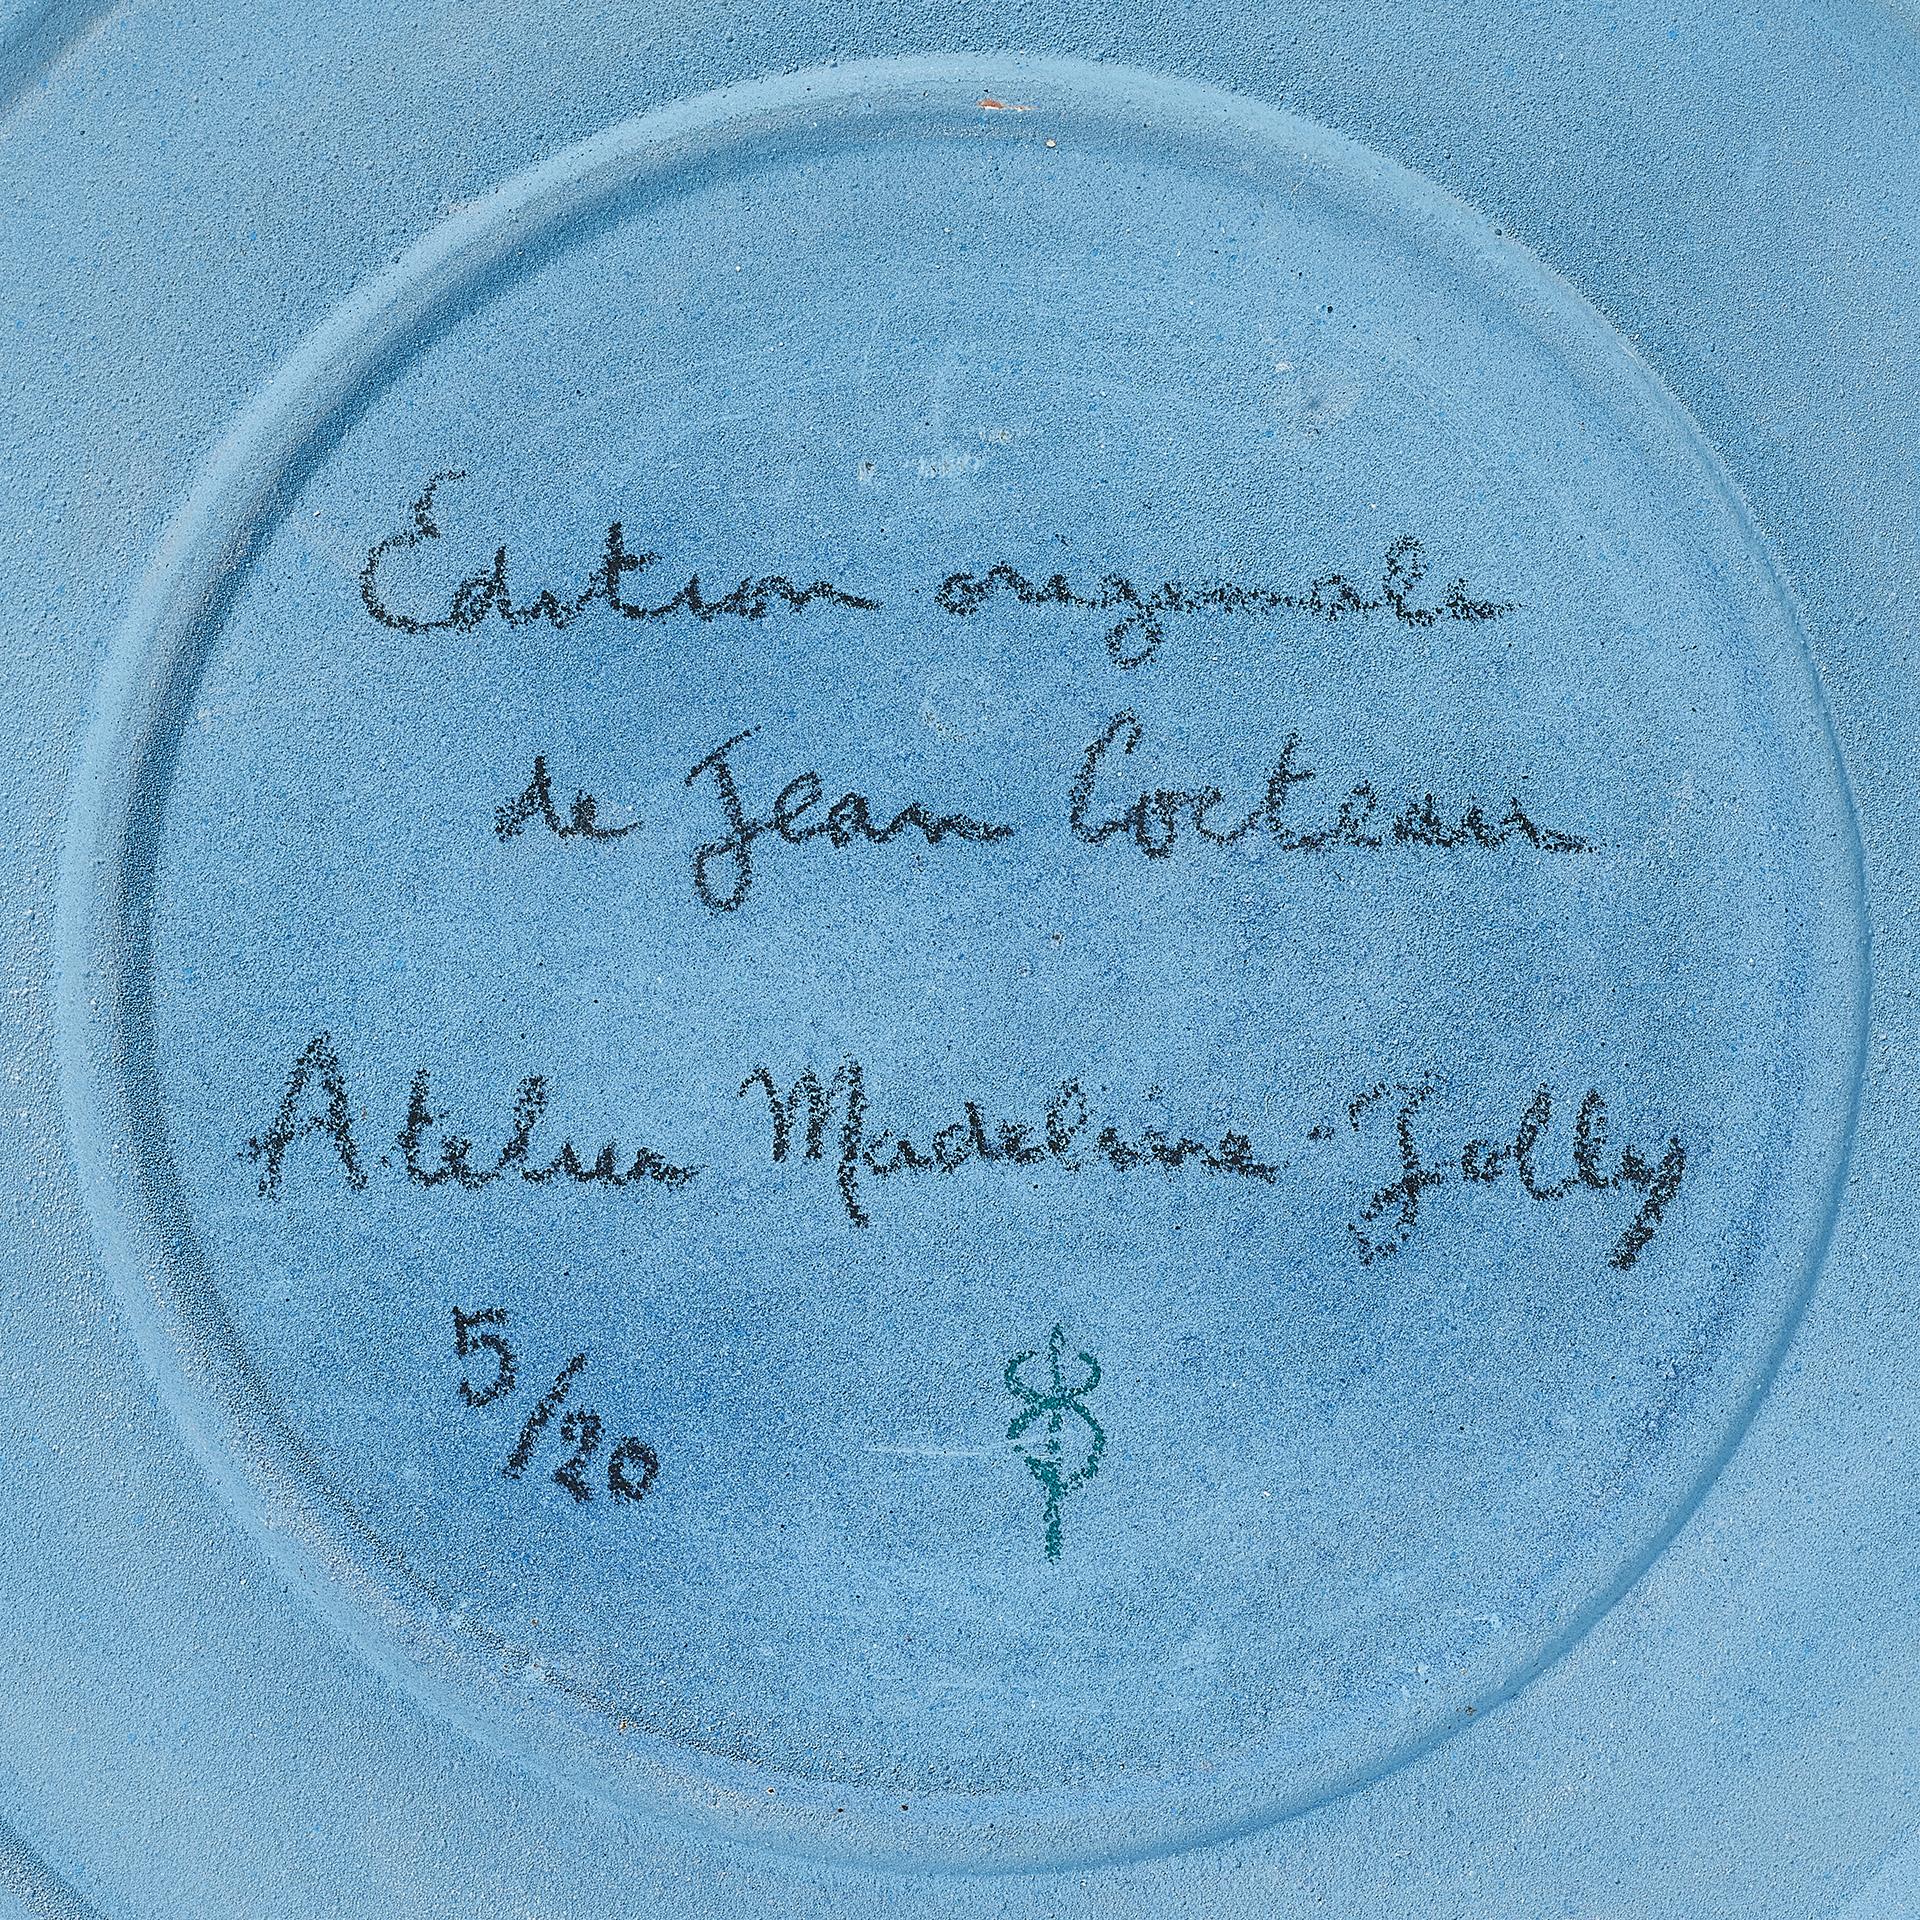 Edition originale
de Jean Cocteau
Atelier Madeline-Jolly
5/20